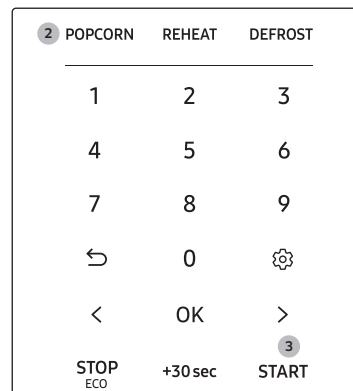 2 POPCORN REHEAT DEFROST
1 2 3
4 5 6
7 8 9
0
< OK >
3
STOP +30 sec START
ECO